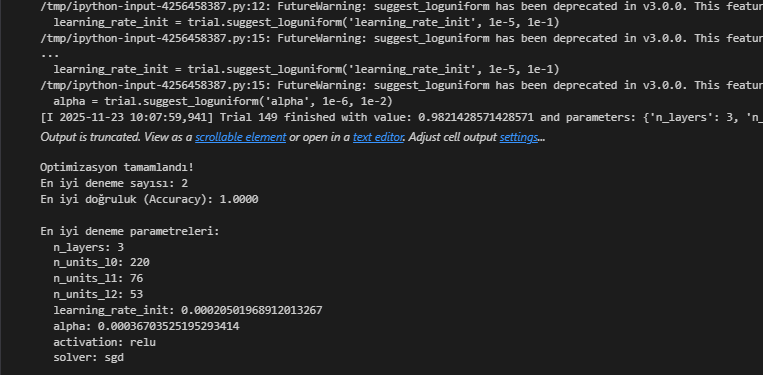 /tmp/ipython-input-4256458387.py:12: FutureWarning: suggest_loguniform has been deprecated in v3.0.0. This featur
learning_rate_init = trial.suggest_loguniform('learning_rate_init', 1e-5, 1e-1)
/tmp/ipython-input-4256458387.py:15: FutureWarning: suggest_loguniform has been deprecated in v3.0.0. This featur
...
learning_rate_init = trial.suggest_loguniform('learning_rate_init', 1e-5, 1e-1)
/tmp/ipython-input-4256458387.py:15: FutureWarning: suggest_loguniform has been deprecated in v3.0.0. This featur
alpha = trial.suggest_loguniform('alpha', 1e-6, 1e-2)
[I 2025-11-23 10:07:59,941] Trial 149 finished with value: 0.9821428571428571 and parameters: {'n_layers': 3, 'n_
Output is truncated. View as a scrollable element or open in a text editor. Adjust cell output settings...
Optimizasyon tamamlandı!
En iyi deneme sayısı: 2
En iyi doğruluk (Accuracy): 1.0000
En iyi deneme parametreleri:
n_layers: 3
n_units_l0: 220
n_units_l1: 76
n_units_l2: 53
learning_rate_init: 0.00020501968912013267
alpha: 0.00036703525195293414
activation: relu
solver: sgd